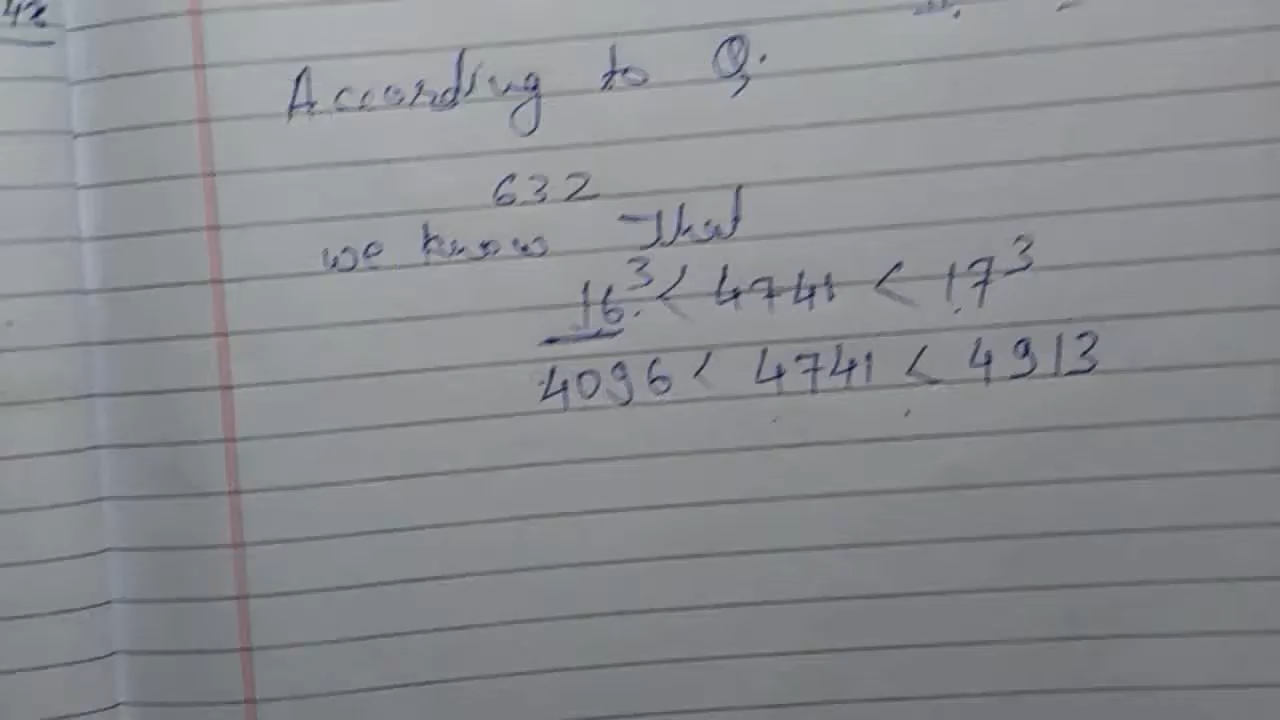 According to Q.
632
we know that
16³ < 4741 < 17³
4096 < 4741 < 4913